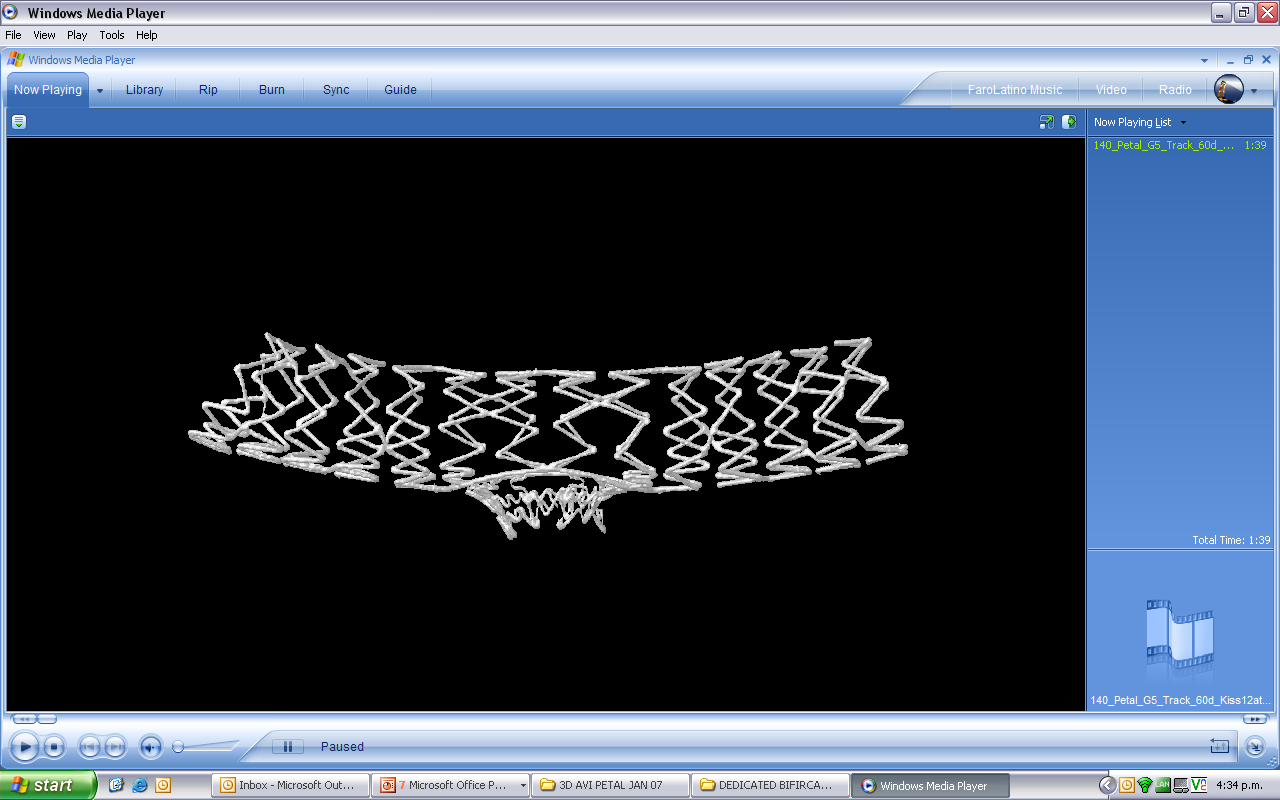 Windows Media Player
File View Play Tools Help
Windows Media Player
Now Playing Library Rip Burn Sync Guide FaroLatino Music Video Radio
Now Playing List
140_Petal_G5_Track_60d_... 1:39
Total Time: 1:39
140_Petal_G5_Track_60d_Kiss12at...
Paused
start Inbox - Microsoft Out... 7 Microsoft Office P... 3D AVI PETAL JAN 07 DEDICATED BIFIRCA... Windows Media Player 4:34 p.m.